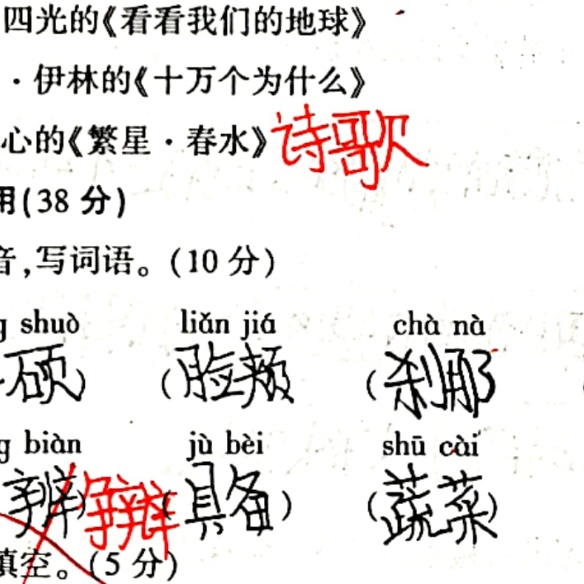 四光的《看看我们的地球》
·伊林的《十万个为什么》
心的《繁星·春水》诗歌
用(38 分)
音,写词语。(10 分)
g shuò liǎn jiá chà nà
硕) (脸颊 (刹那
g biàn jù bèi shū cài
辨) 争辩 (具备) (蔬菜)
填空。(5 分)